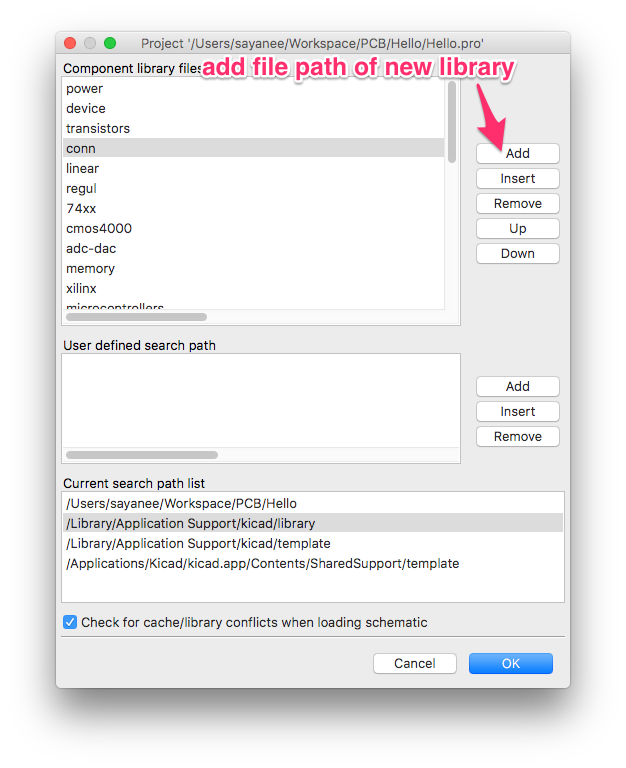 Project '/Users/sayanee/Workspace/PCB/Hello/Hello.pro'
Component library files
add file path of new library
power
device
transistors
conn
linear
regul
74xx
cmos4000
adc-dac
memory
xilinx
microcontrollers
Add
Insert
Remove
Up
Down
User defined search path
Add
Insert
Remove
Current search path list
/Users/sayanee/Workspace/PCB/Hello
/Library/Application Support/kicad/library
/Library/Application Support/kicad/template
/Applications/Kicad/kicad.app/Contents/SharedSupport/template
Check for cache/library conflicts when loading schematic
Cancel
OK